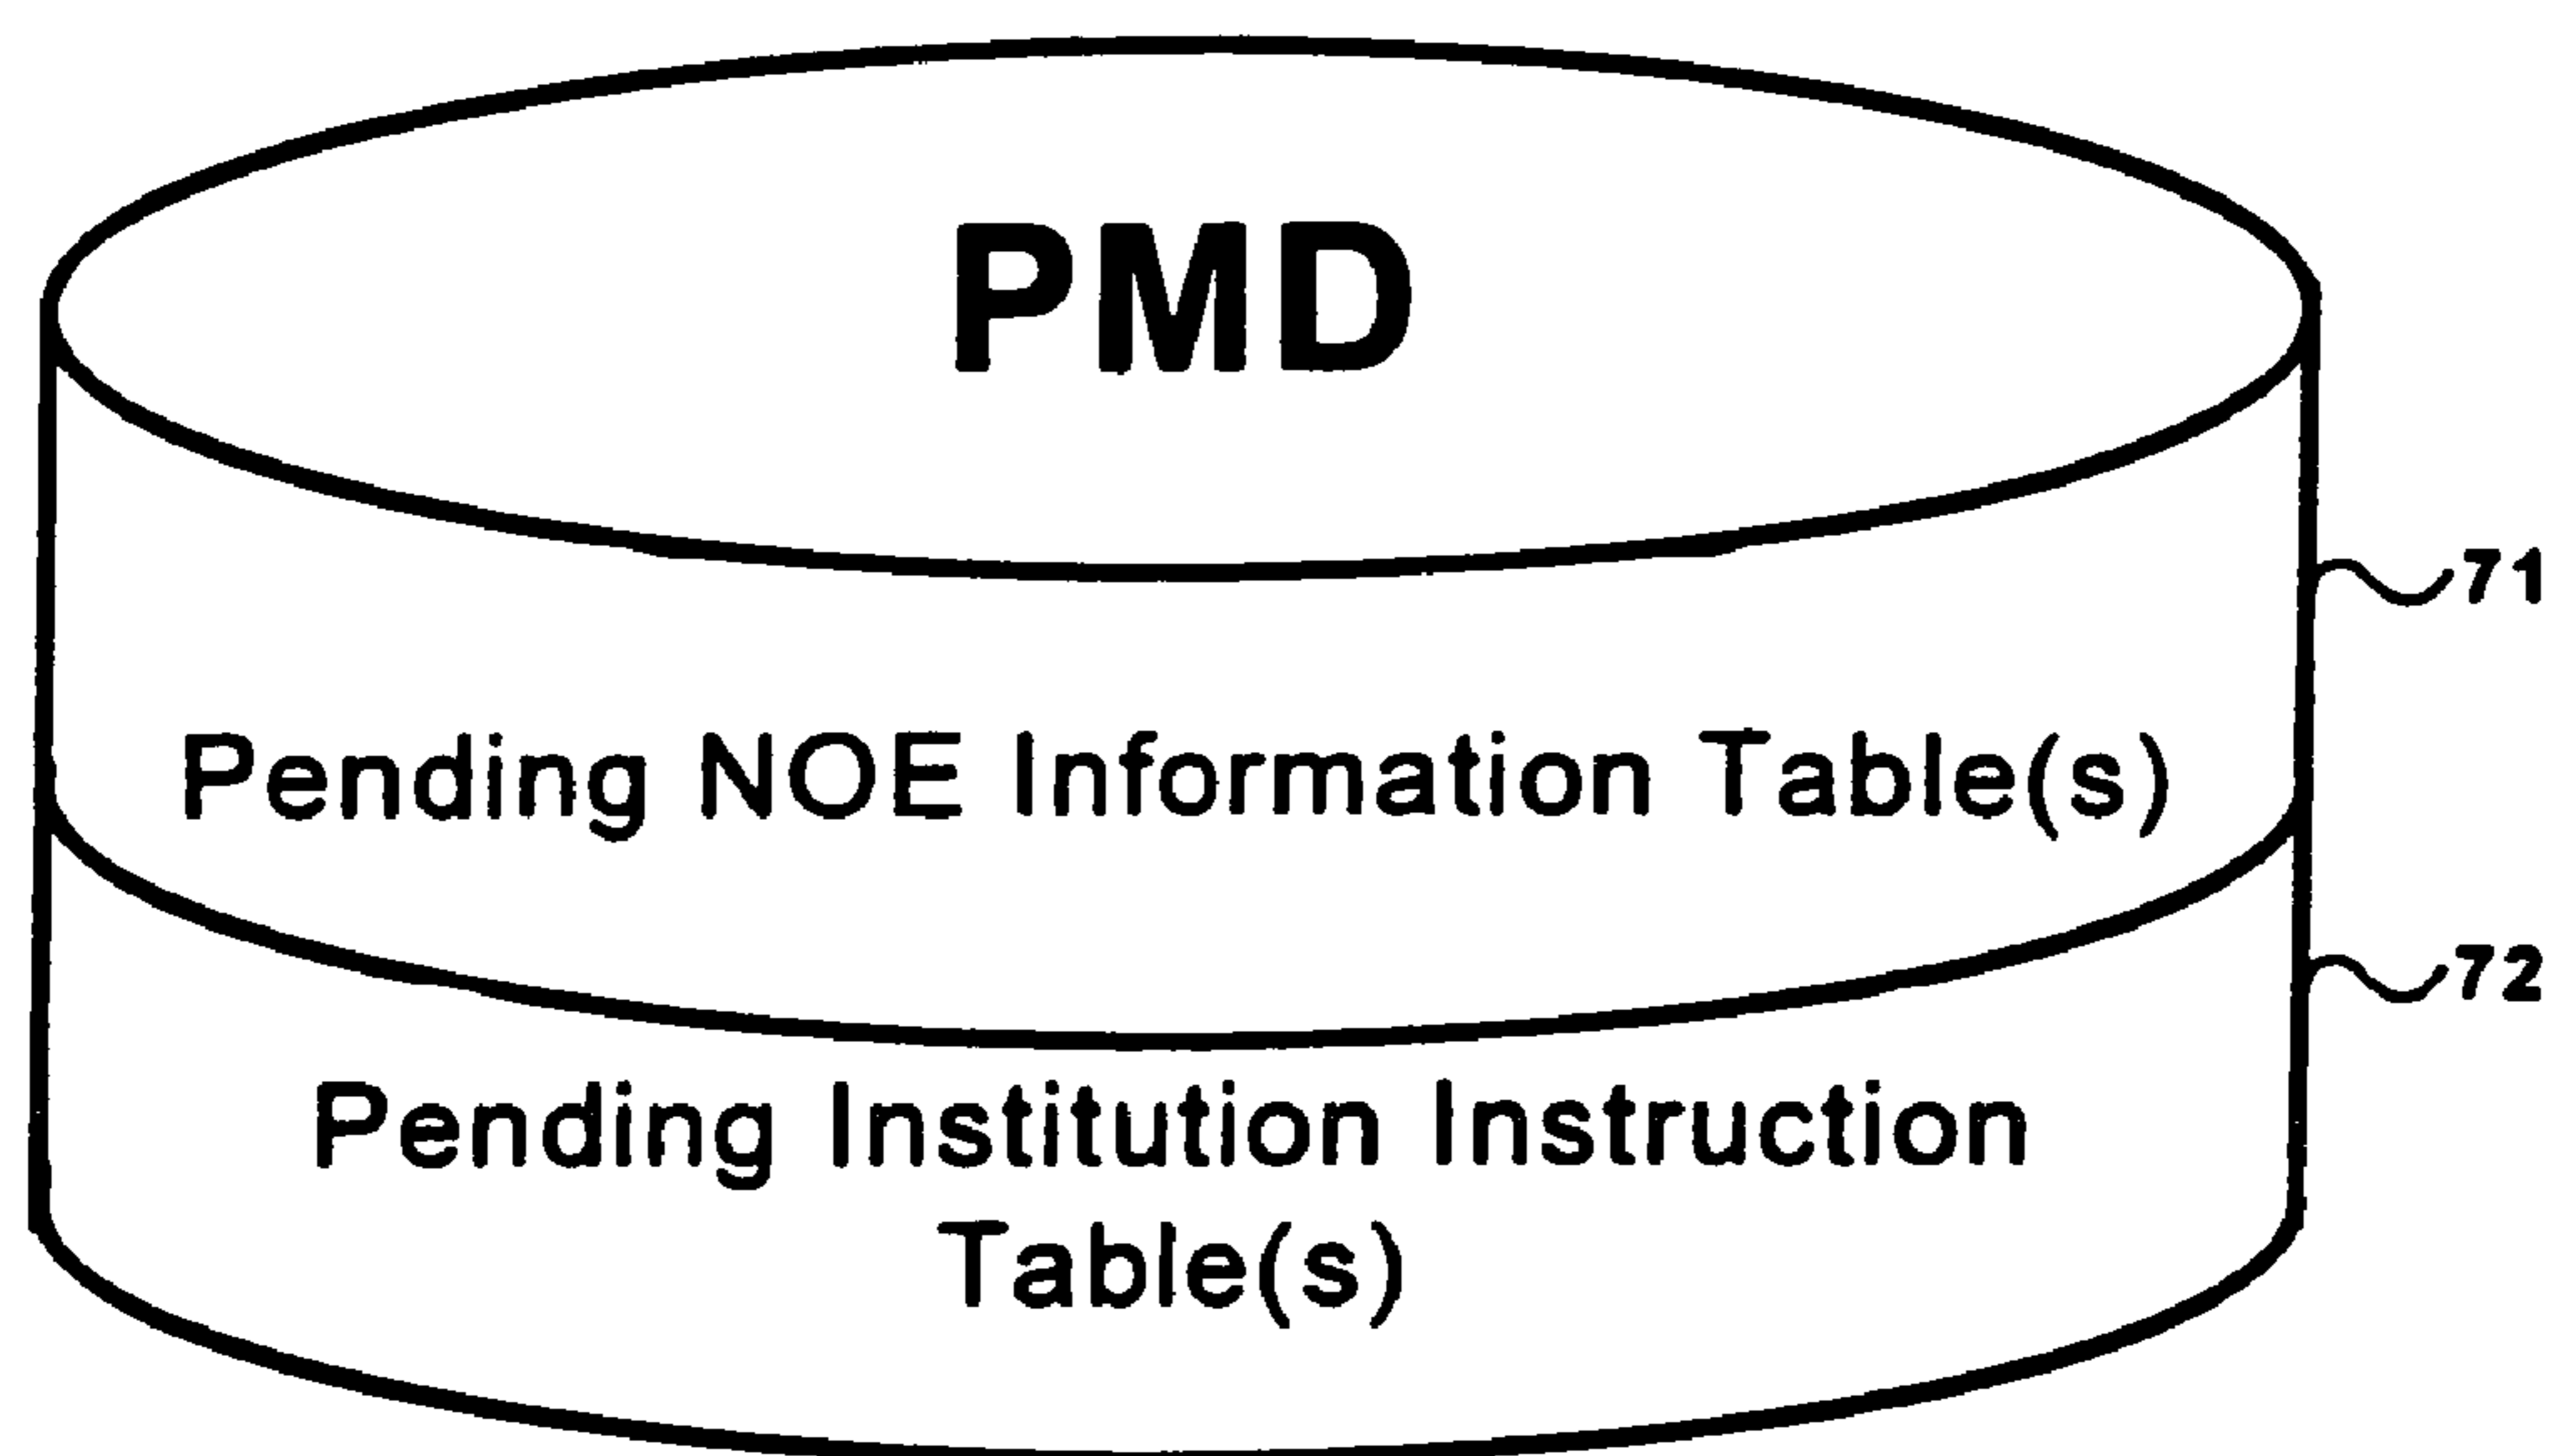 PMD
71
Pending NOE Information Table(s)
72
Pending Institution Instruction
Table(s)